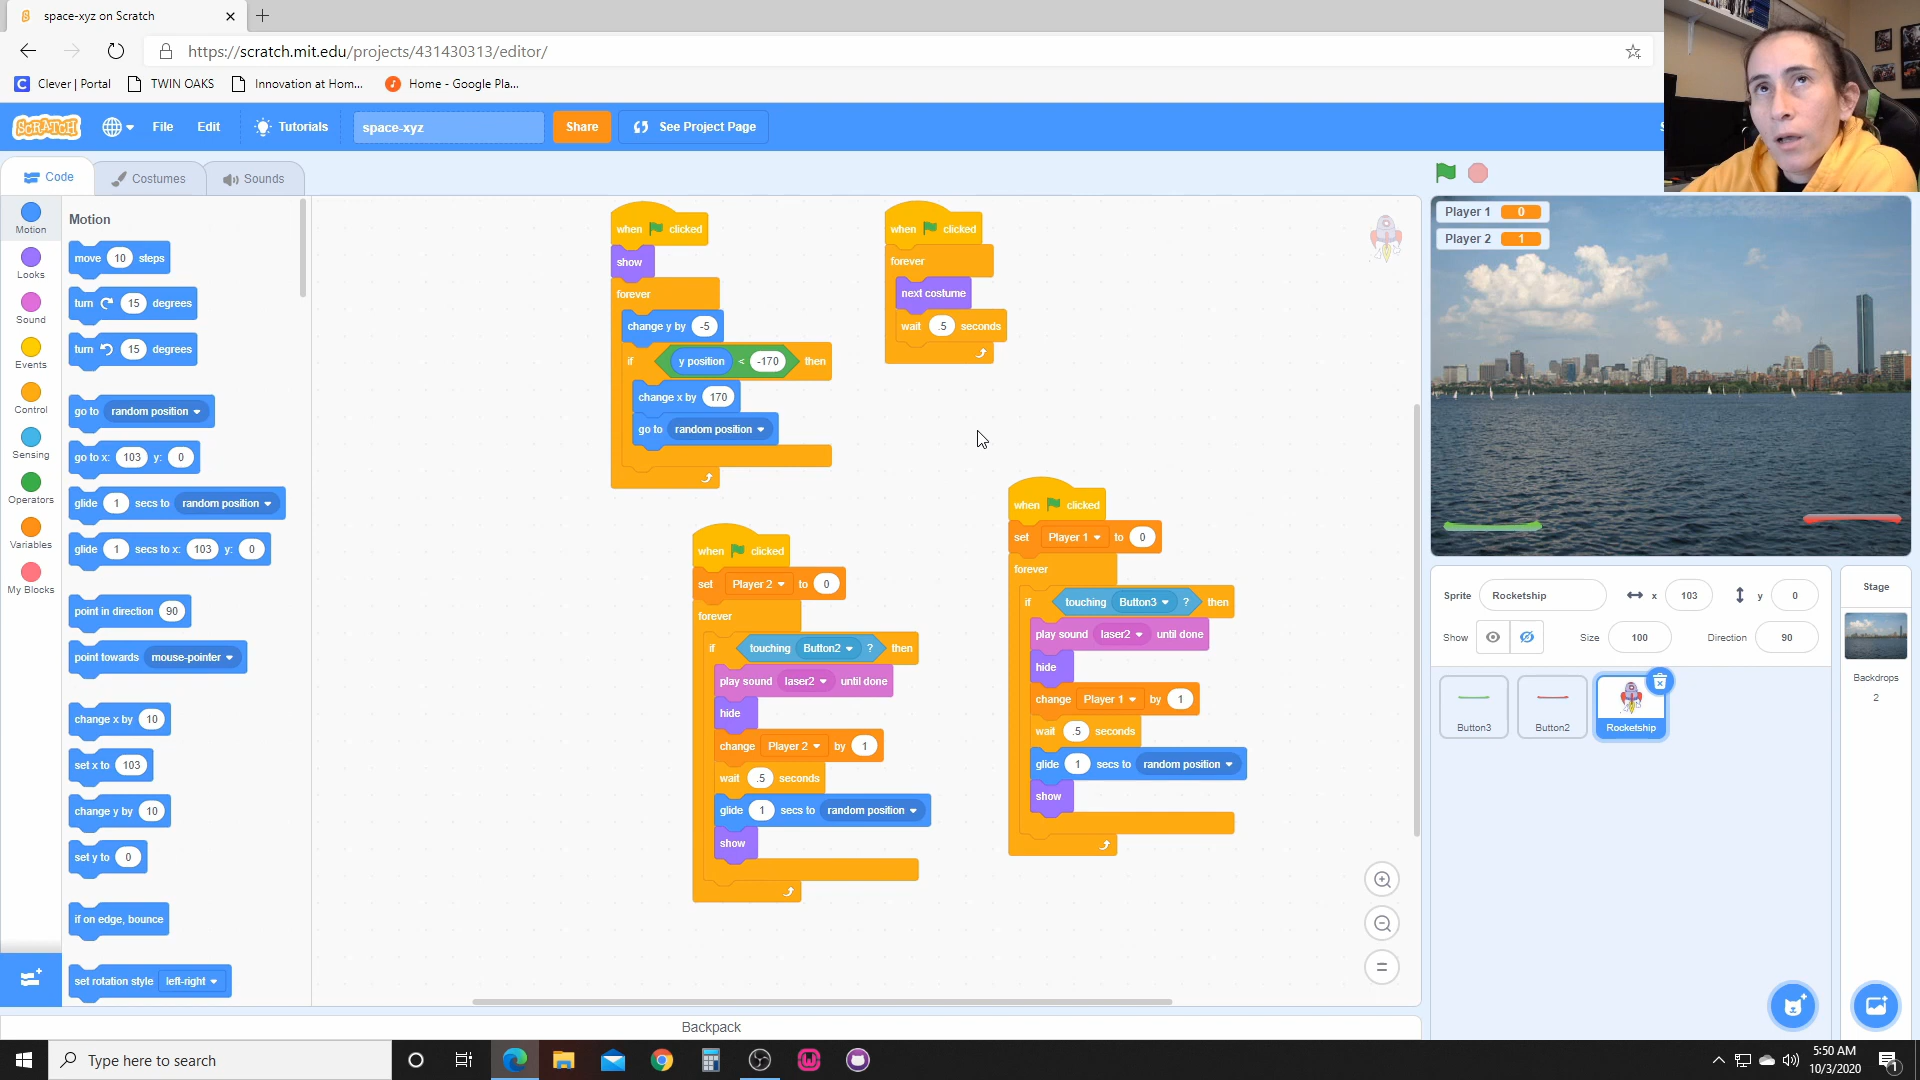 space-xyz on Scratch
https://scratch.mit.edu/projects/431430313/editor/
Clever | Portal
TWIN OAKS
Innovation at Hom...
Home - Google Pla...
SCRATCH
File
Edit
Tutorials
space-xyz
Share
See Project Page
Code
Costumes
Sounds
Motion
Looks
Sound
Events
Control
Sensing
Operators
Variables
My Blocks
Motion
move 10 steps
turn 15 degrees
turn 15 degrees
go to random position
go to x: 103 y: 0
glide 1 secs to random position
glide 1 secs to x: 103 y: 0
point in direction 90
point towards mouse-pointer
change x by 10
set x to 103
change y by 10
set y to 0
if on edge, bounce
set rotation style left-right
when clicked
show
forever
change y by -5
if y position < -170 then
change x by 170
go to random position
when clicked
forever
next costume
wait .5 seconds
when clicked
set Player 2 to 0
forever
if touching Button2 ? then
play sound laser2 until done
hide
change Player 2 by 1
wait .5 seconds
glide 1 secs to random position
show
when clicked
set Player 1 to 0
forever
if touching Button3 ? then
play sound laser2 until done
hide
change Player 1 by 1
wait .5 seconds
glide 1 secs to random position
show
Player 1 0
Player 2 1
Sprite Rocketship x 103 y 0
Show Size 100 Direction 90
Button3
Button2
Rocketship
Stage
Backdrops
2
Backpack
Type here to search
5:50 AM
10/3/2020
1